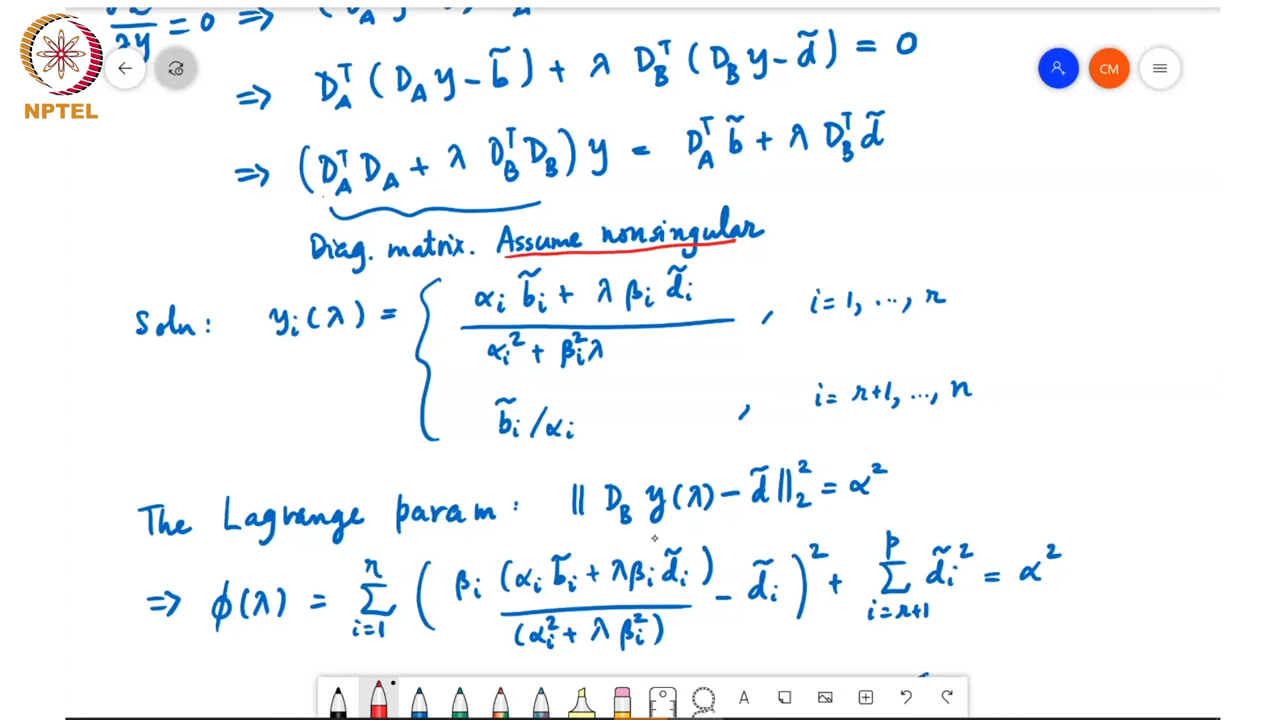 = 0 ⇒
∂y
⇒ D_A^T (D_A y − b̃) + λ D_B^T (D_B y − d̃) = 0
⇒ (D_A^T D_A + λ D_B^T D_B) y = D_A^T b̃ + λ D_B^T d̃
Diag. matrix. Assume nonsingular
Soln: y_i(λ) = { (α_i b̃_i + λ β_i d̃_i) / (α_i^2 + β_i^2 λ) , i = 1, ..., r
b̃_i / α_i , i = r+1, ..., n
The Lagrange param: || D_B y(λ) − d̃ ||_2^2 = α^2
⇒ φ(λ) = Σ_{i=1}^{r} ( β_i (α_i b̃_i + λ β_i d̃_i) / (α_i^2 + λ β_i^2) − d̃_i )^2 + Σ_{i=r+1}^{p} d̃_i^2 = α^2
NPTEL
CM
A